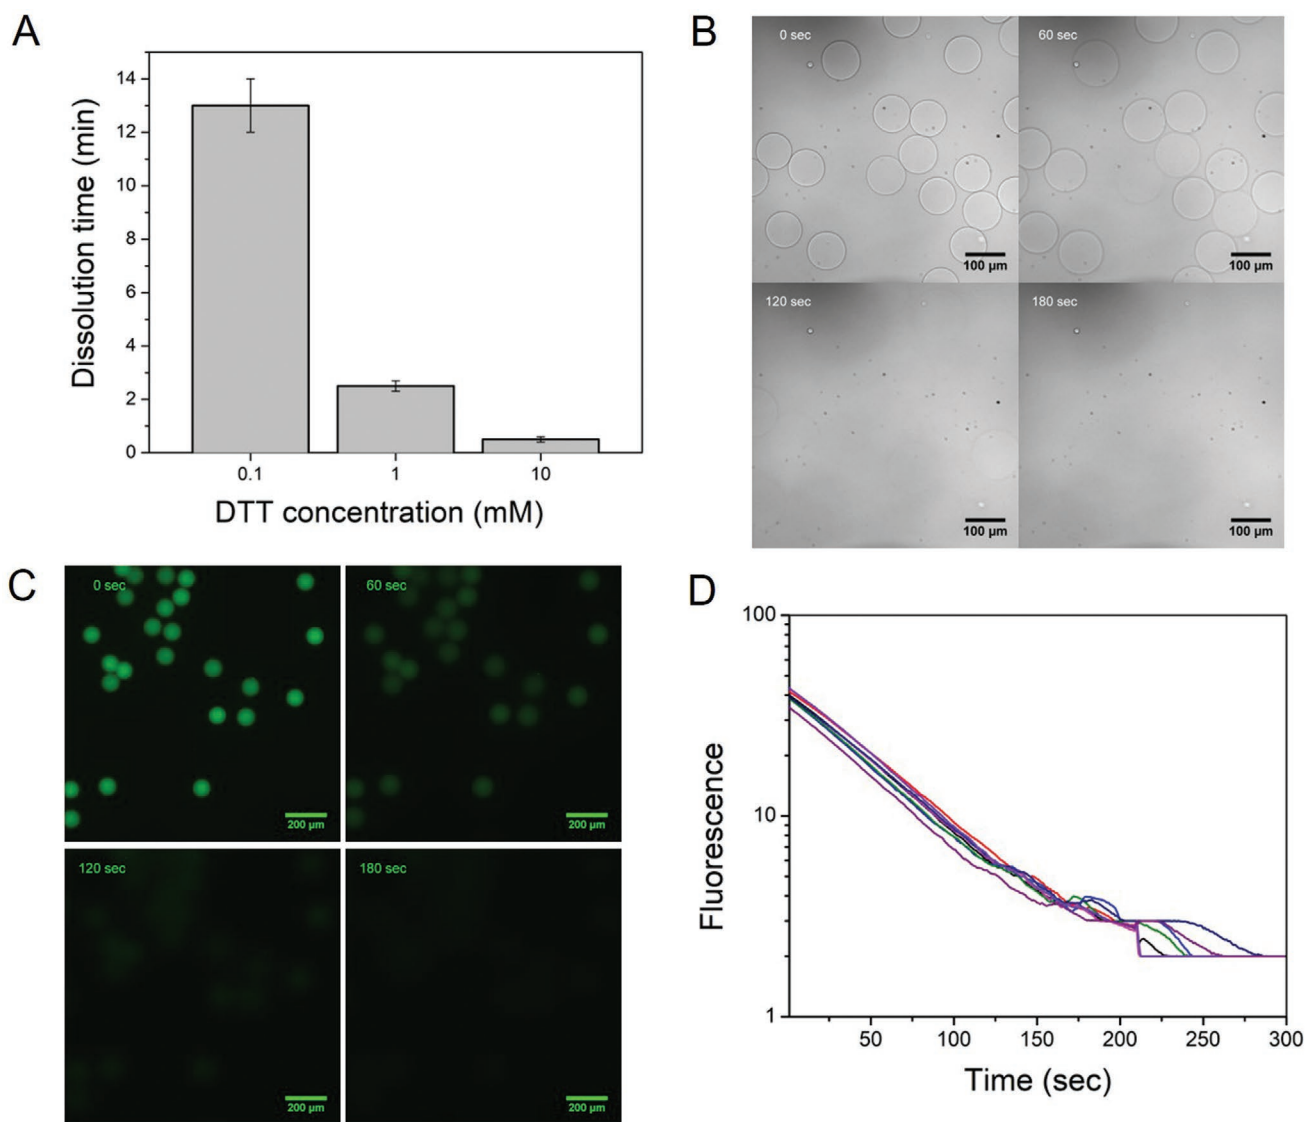 A
14
12
10
8
6
4
2
0
Dissolution time (min)
0.1 1 10
DTT concentration (mM)
B
0 sec
60 sec
100 µm
100 µm
120 sec
180 sec
100 µm
100 µm
C
0 sec
60 sec
200 µm
200 µm
120 sec
180 sec
200 µm
200 µm
D
100
10
1
Fluorescence
50 100 150 200 250 300
Time (sec)